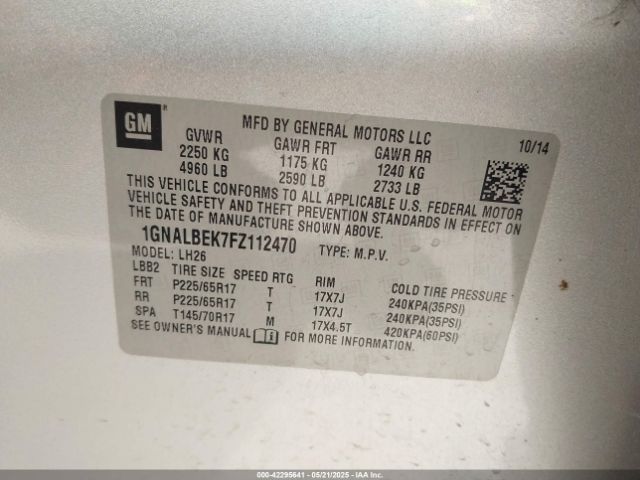 GM
MFD BY GENERAL MOTORS LLC
10/14
GVWR GAWR FRT GAWR RR
2250 KG 1175 KG 1240 KG
4960 LB 2590 LB 2733 LB
THIS VEHICLE CONFORMS TO ALL APPLICABLE U.S. FEDERAL MOTOR
VEHICLE SAFETY AND THEFT PREVENTION STANDARDS IN EFFECT ON
THE DATE OF MANUFACTURE SHOWN ABOVE.
1GNALBEK7FZ112470 TYPE: M.P.V.
MODEL: LH26
LBB2 TIRE SIZE SPEED RTG RIM COLD TIRE PRESSURE
FRT P225/65R17 T 17X7J 240KPA(35PSI)
RR P225/65R17 T 17X7J 240KPA(35PSI)
SPA T145/70R17 M 17X4.5T 420KPA(60PSI)
SEE OWNER'S MANUAL FOR MORE INFORMATION.
000-42295641 - 05/21/2025 - IAA Inc.